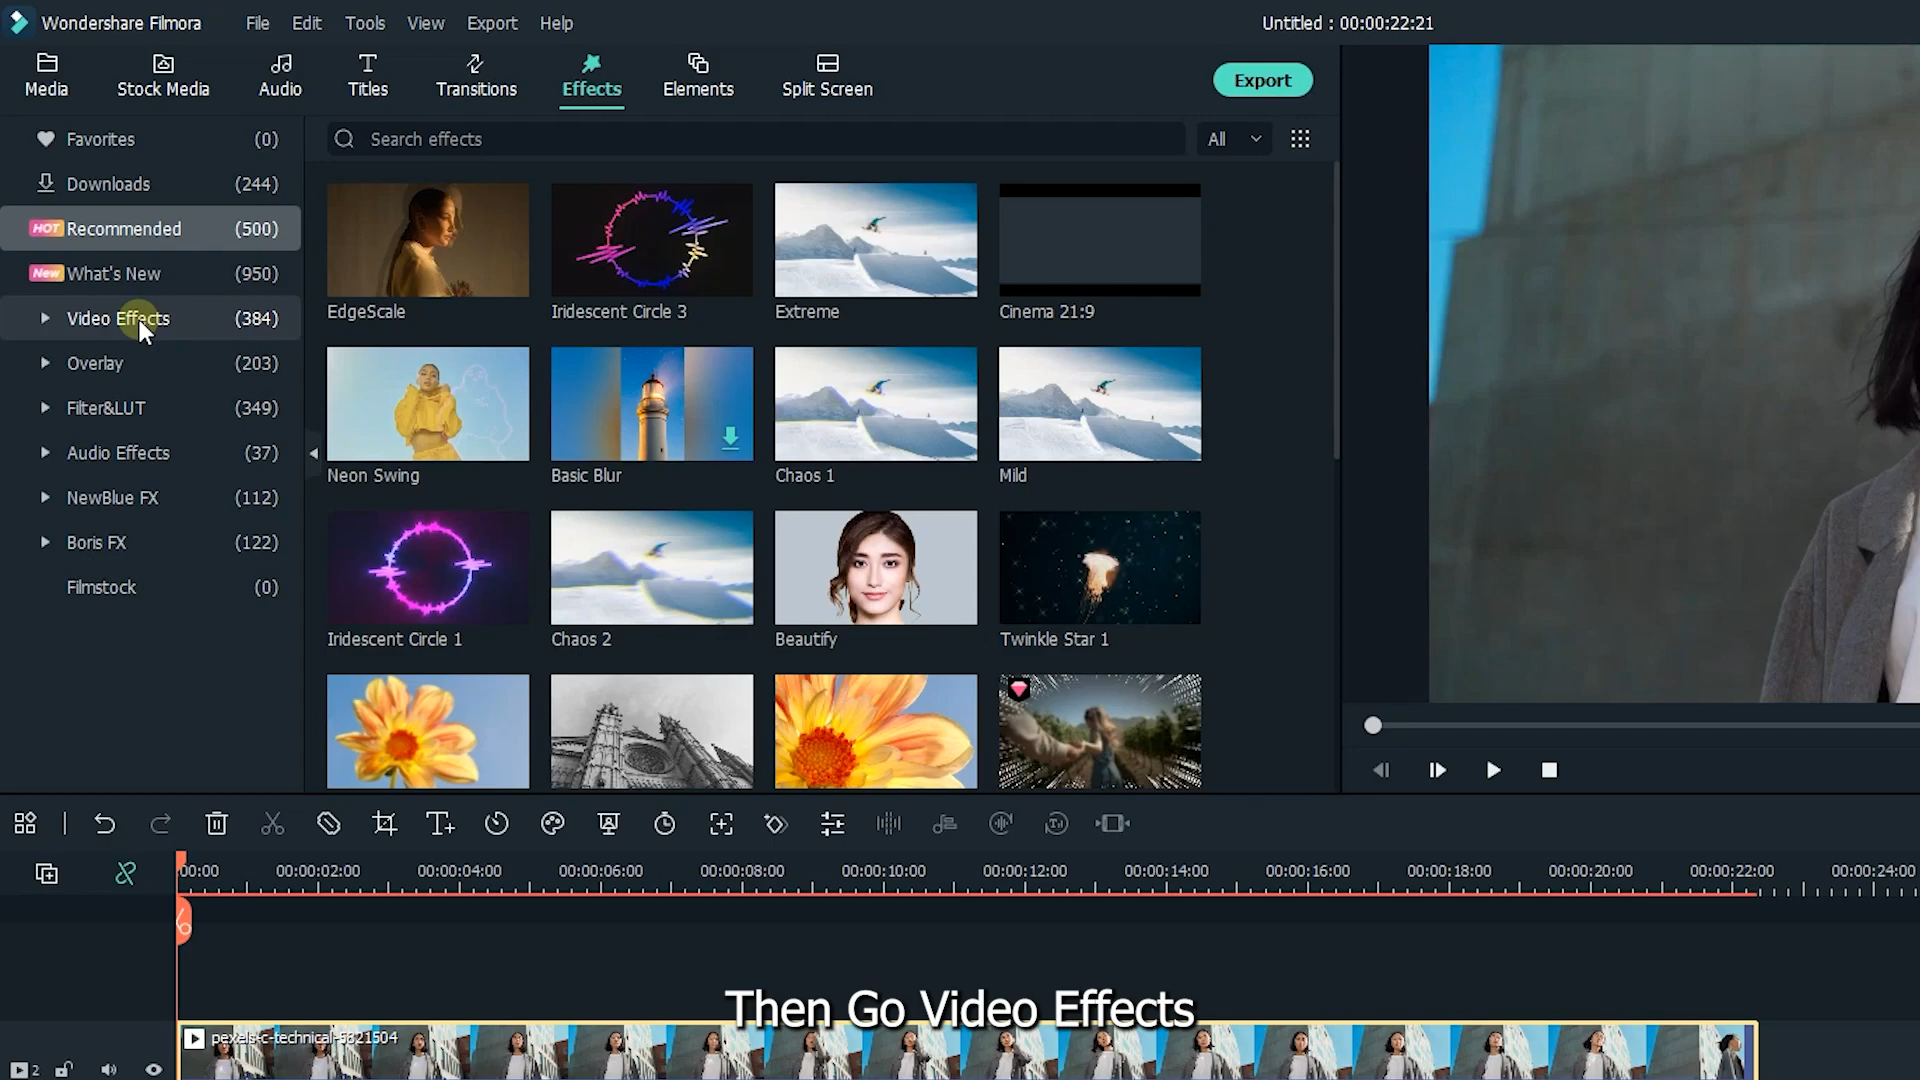 Wondershare Filmora
File
Edit
Tools
View
Export
Help
Untitled : 00:00:22:21
Media
Stock Media
Audio
Titles
Transitions
Effects
Elements
Split Screen
Export
Favorites (0)
Downloads (244)
HOT Recommended (500)
New What's New (950)
Video Effects (384)
Overlay (203)
Filter&LUT (349)
Audio Effects (37)
NewBlue FX (112)
Boris FX (122)
Filmstock (0)
Search effects
All
EdgeScale
Iridescent Circle 3
Extreme
Cinema 21:9
Neon Swing
Basic Blur
Chaos 1
Mild
Iridescent Circle 1
Chaos 2
Beautify
Twinkle Star 1
00:00 00:00:02:00 00:00:04:00 00:00:06:00 00:00:08:00 00:00:10:00 00:00:12:00 00:00:14:00 00:00:16:00 00:00:18:00 00:00:20:00 00:00:22:00 00:00:24:00
Then Go Video Effects
pexels-c-technical-5821504
2